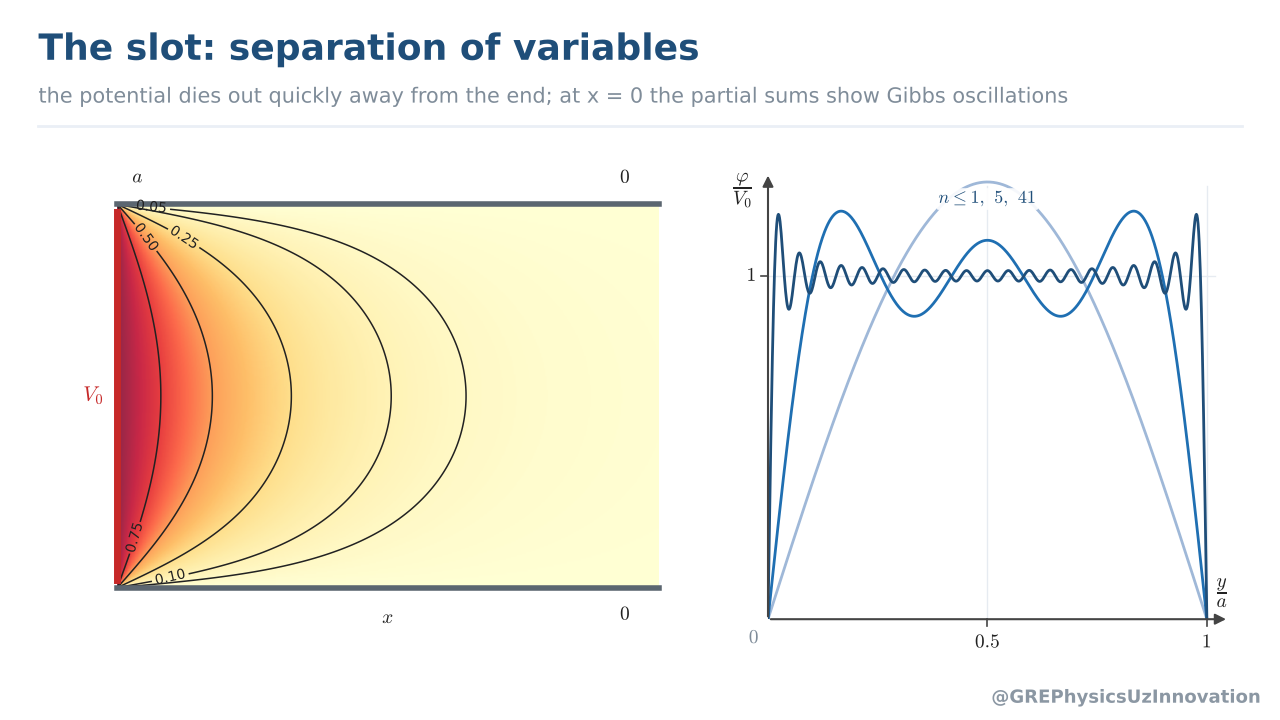 The slot: separation of variables
the potential dies out quickly away from the end; at x = 0 the partial sums show Gibbs oscillations
a
0
0.05
0.50
0.25
V₀
0.75
0.10
x
0
φ/V₀
n ≤ 1, 5, 41
1
y/a
0
0.5
1
@GREPhysicsUzInnovation